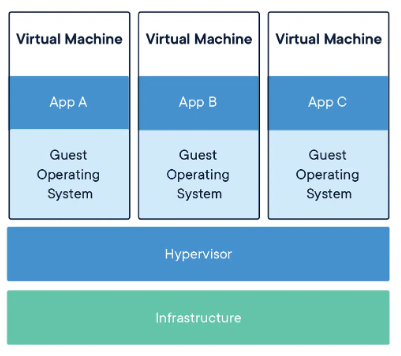 Virtual Machine Virtual Machine Virtual Machine
App A App B App C
Guest Guest Guest
Operating Operating Operating
System System System
Hypervisor
Infrastructure